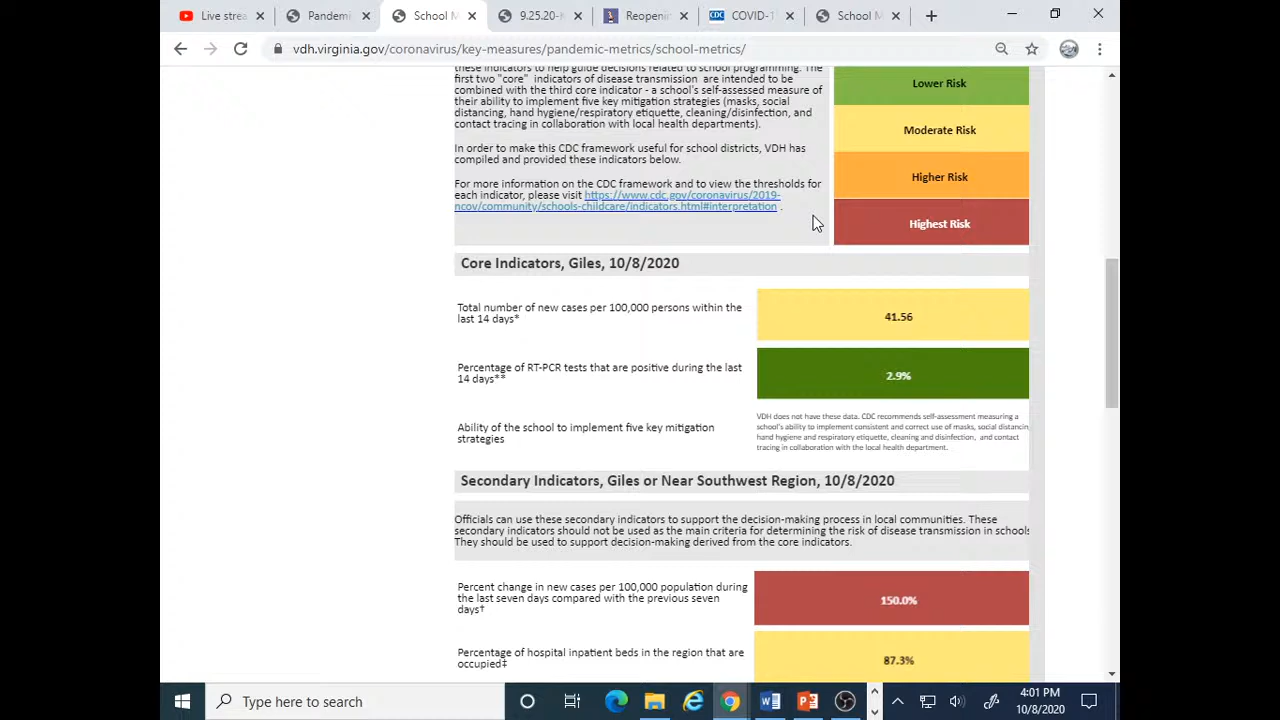 Live strea
Pandem
School M
9.25.20-
Reopenin
COVID-1
School M
vdh.virginia.gov/coronavirus/key-measures/pandemic-metrics/school-metrics/
these indicators to help guide decisions related to school programming. The
first two "core" indicators of disease transmission are intended to be
combined with the third core indicator - a school's self-assessed measure of
their ability to implement five key mitigation strategies (masks, social
distancing, hand hygiene/respiratory etiquette, cleaning/disinfection, and
contact tracing in collaboration with local health departments).
In order to make this CDC framework useful for school districts, VDH has
compiled and provided these indicators below.
For more information on the CDC framework and to view the thresholds for
each indicator, please visit https://www.cdc.gov/coronavirus/2019-
ncov/community/schools-childcare/indicators.html#interpretation .
Lower Risk
Moderate Risk
Higher Risk
Highest Risk
Core Indicators, Giles, 10/8/2020
Total number of new cases per 100,000 persons within the
last 14 days*
41.56
Percentage of RT-PCR tests that are positive during the last
14 days**
2.9%
Ability of the school to implement five key mitigation
strategies
VDH does not have these data. CDC recommends self-assessment measuring a
school's ability to implement consistent and correct use of masks, social distancin
hand hygiene and respiratory etiquette, cleaning and disinfection, and contact
tracing in collaboration with the local health department.
Secondary Indicators, Giles or Near Southwest Region, 10/8/2020
Officials can use these secondary indicators to support the decision-making process in local communities. These
secondary indicators should not be used as the main criteria for determining the risk of disease transmission in schools
They should be used to support decision-making derived from the core indicators.
Percent change in new cases per 100,000 population during
the last seven days compared with the previous seven
days†
150.0%
Percentage of hospital inpatient beds in the region that are
occupied‡
87.3%
Type here to search
4:01 PM
10/8/2020